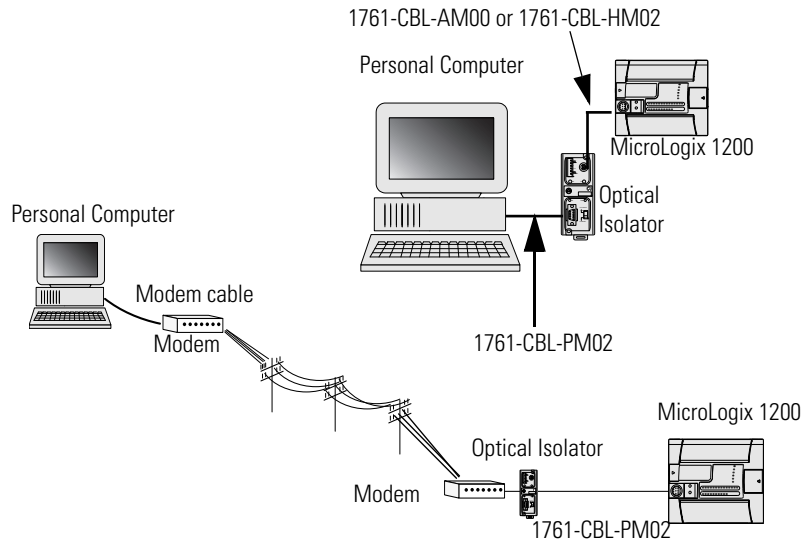 1761-CBL-AM00 or 1761-CBL-HM02
Personal Computer
MicroLogix 1200
Optical
Isolator
1761-CBL-PM02
Personal Computer
Modem cable
Modem
MicroLogix 1200
Optical Isolator
Modem
1761-CBL-PM02